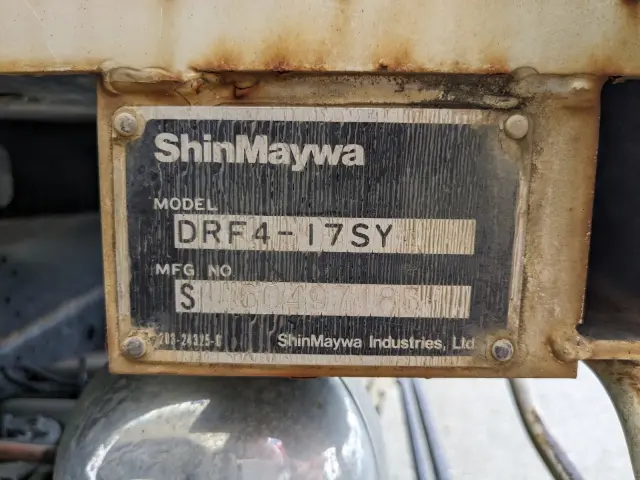 ShinMaywa
MODEL
DRF4-17SY
MFG NO
S
ShinMaywa Industries, Ltd